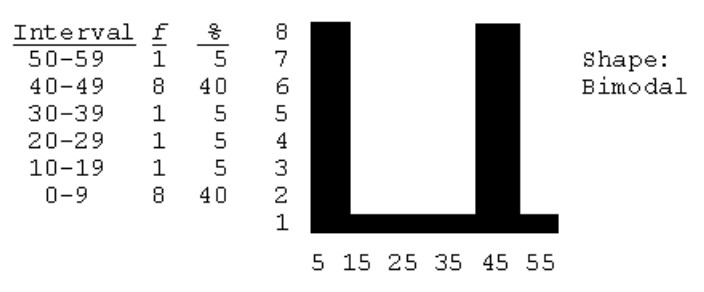 Interval f % 8
50-59 1 5 7 Shape:
40-49 8 40 6 Bimodal
30-39 1 5 5
20-29 1 5 4
10-19 1 5 3
0-9 8 40 2
1
5 15 25 35 45 55